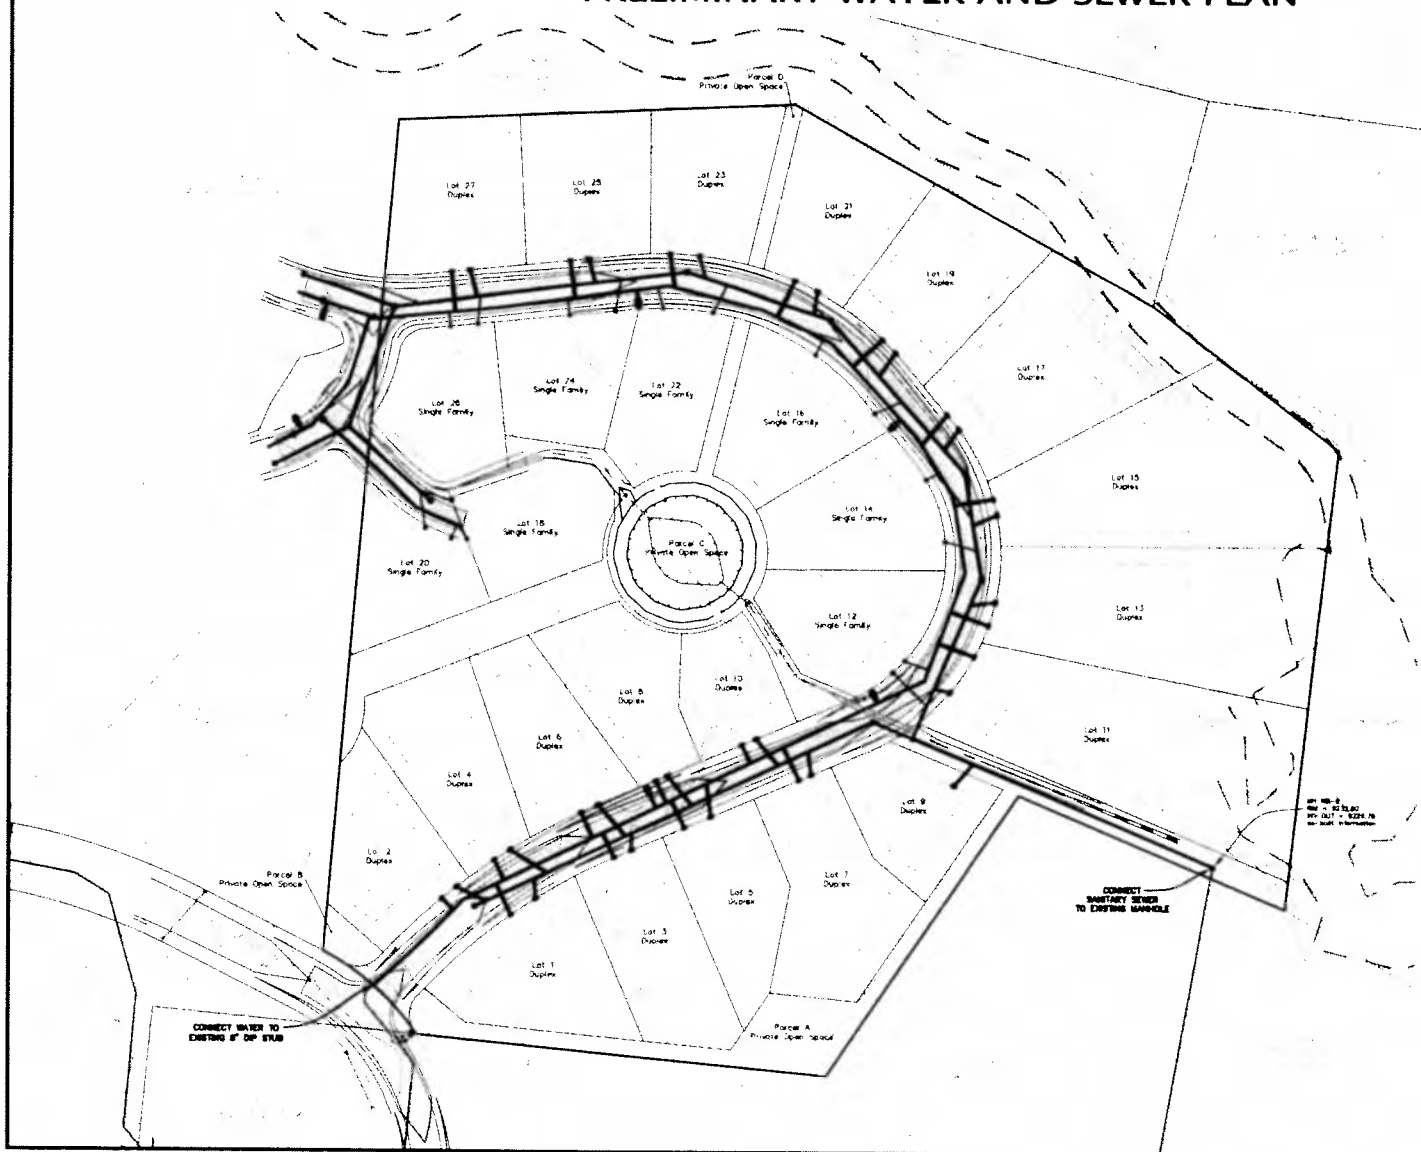 PRELIMINARY WATER AND SEWER PLAN
Parcel D
Private Open Space
Lot 27
Duplex
Lot 25
Duplex
Lot 23
Duplex
Lot 21
Duplex
Lot 19
Duplex
Lot 17
Duplex
Lot 26
Single Family
Lot 24
Single Family
Lot 22
Single Family
Lot 16
Single Family
Lot 15
Duplex
Lot 14
Single Family
Lot 18
Single Family
Parcel C
Private Open Space
Lot 20
Single Family
Lot 12
Single Family
Lot 13
Duplex
Lot 8
Duplex
Lot 10
Duplex
Lot 6
Duplex
Lot 11
Duplex
Lot 4
Duplex
Lot 9
Duplex
Lot 2
Duplex
Parcel B
Private Open Space
Lot 7
Duplex
Lot 5
Duplex
CONNECT
SANITARY SEWER
TO EXISTING MANHOLE
Lot 3
Duplex
Lot 1
Duplex
CONNECT WATER TO
EXISTING 8" DIP STUB
Parcel A
Private Open Space